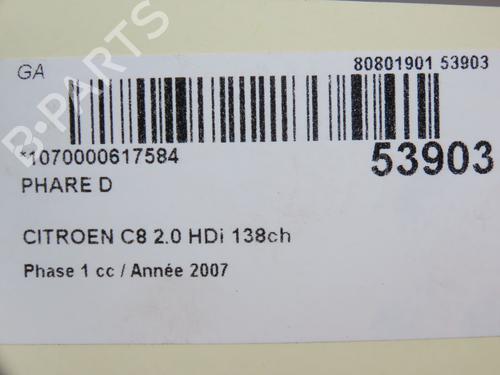 GA
80801901 53903
*1070000617584
53903
PHARE D
CITROEN C8 2.0 HDi 138ch
Phase 1 cc / Année 2007
B-PARTS